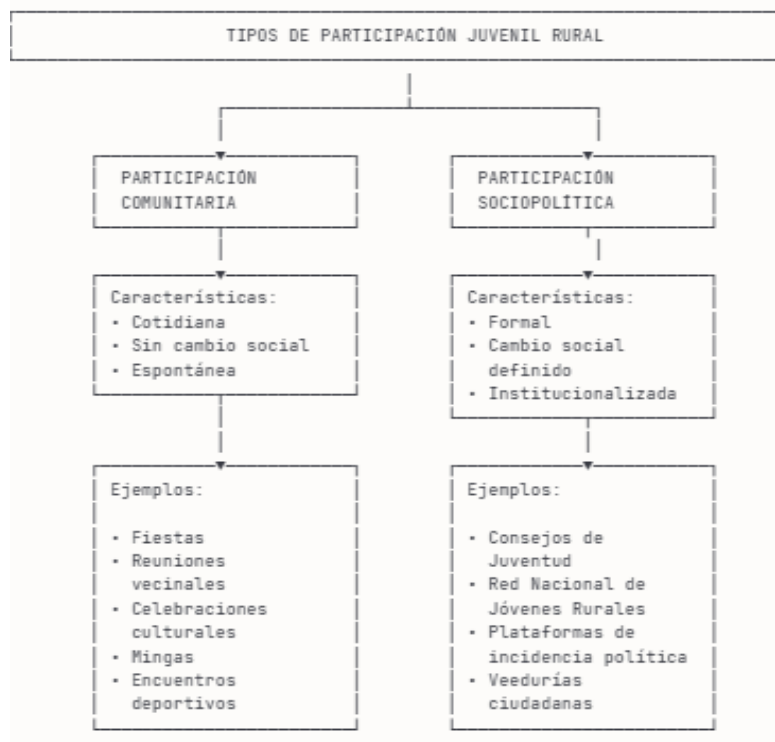 TIPOS DE PARTICIPACIÓN JUVENIL RURAL
PARTICIPACIÓN
COMUNITARIA
Características:
• Cotidiana
• Sin cambio social
• Espontánea
Ejemplos:
• Fiestas
• Reuniones
vecinales
• Celebraciones
culturales
• Mingas
• Encuentros
deportivos
PARTICIPACIÓN
SOCIOPOLÍTICA
Características:
• Formal
• Cambio social
definido
• Institucionalizada
Ejemplos:
• Consejos de
Juventud
• Red Nacional de
Jóvenes Rurales
• Plataformas de
incidencia política
• Veedurías
ciudadanas